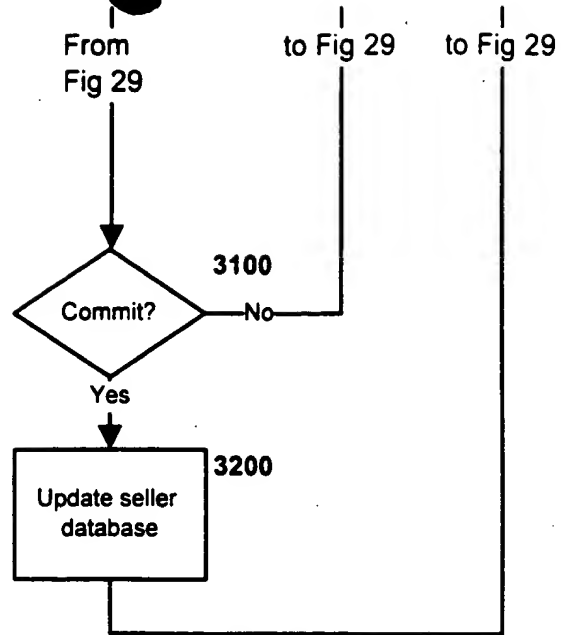 From
Fig 29
to Fig 29
to Fig 29
3100
Commit?
No
Yes
3200
Update seller
database